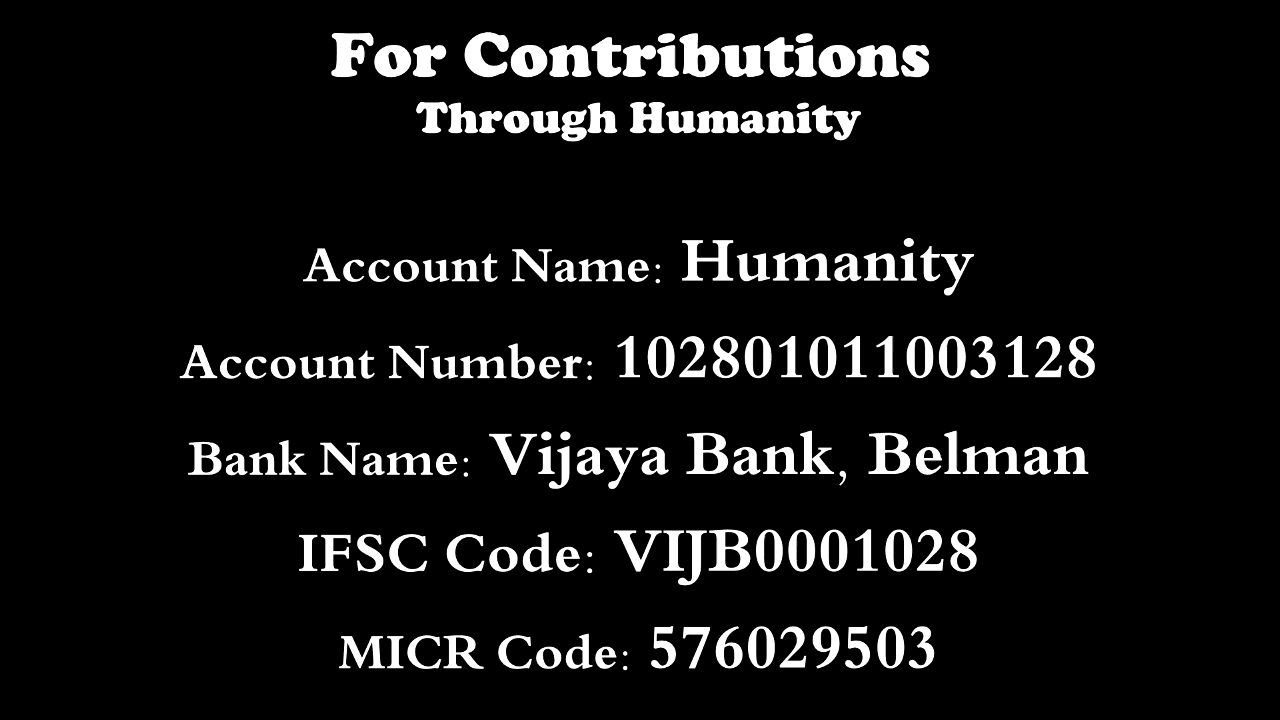 For Contributions
Through Humanity
Account Name: Humanity
Account Number: 102801011003128
Bank Name: Vijaya Bank, Belman
IFSC Code: VIJB0001028
MICR Code: 576029503